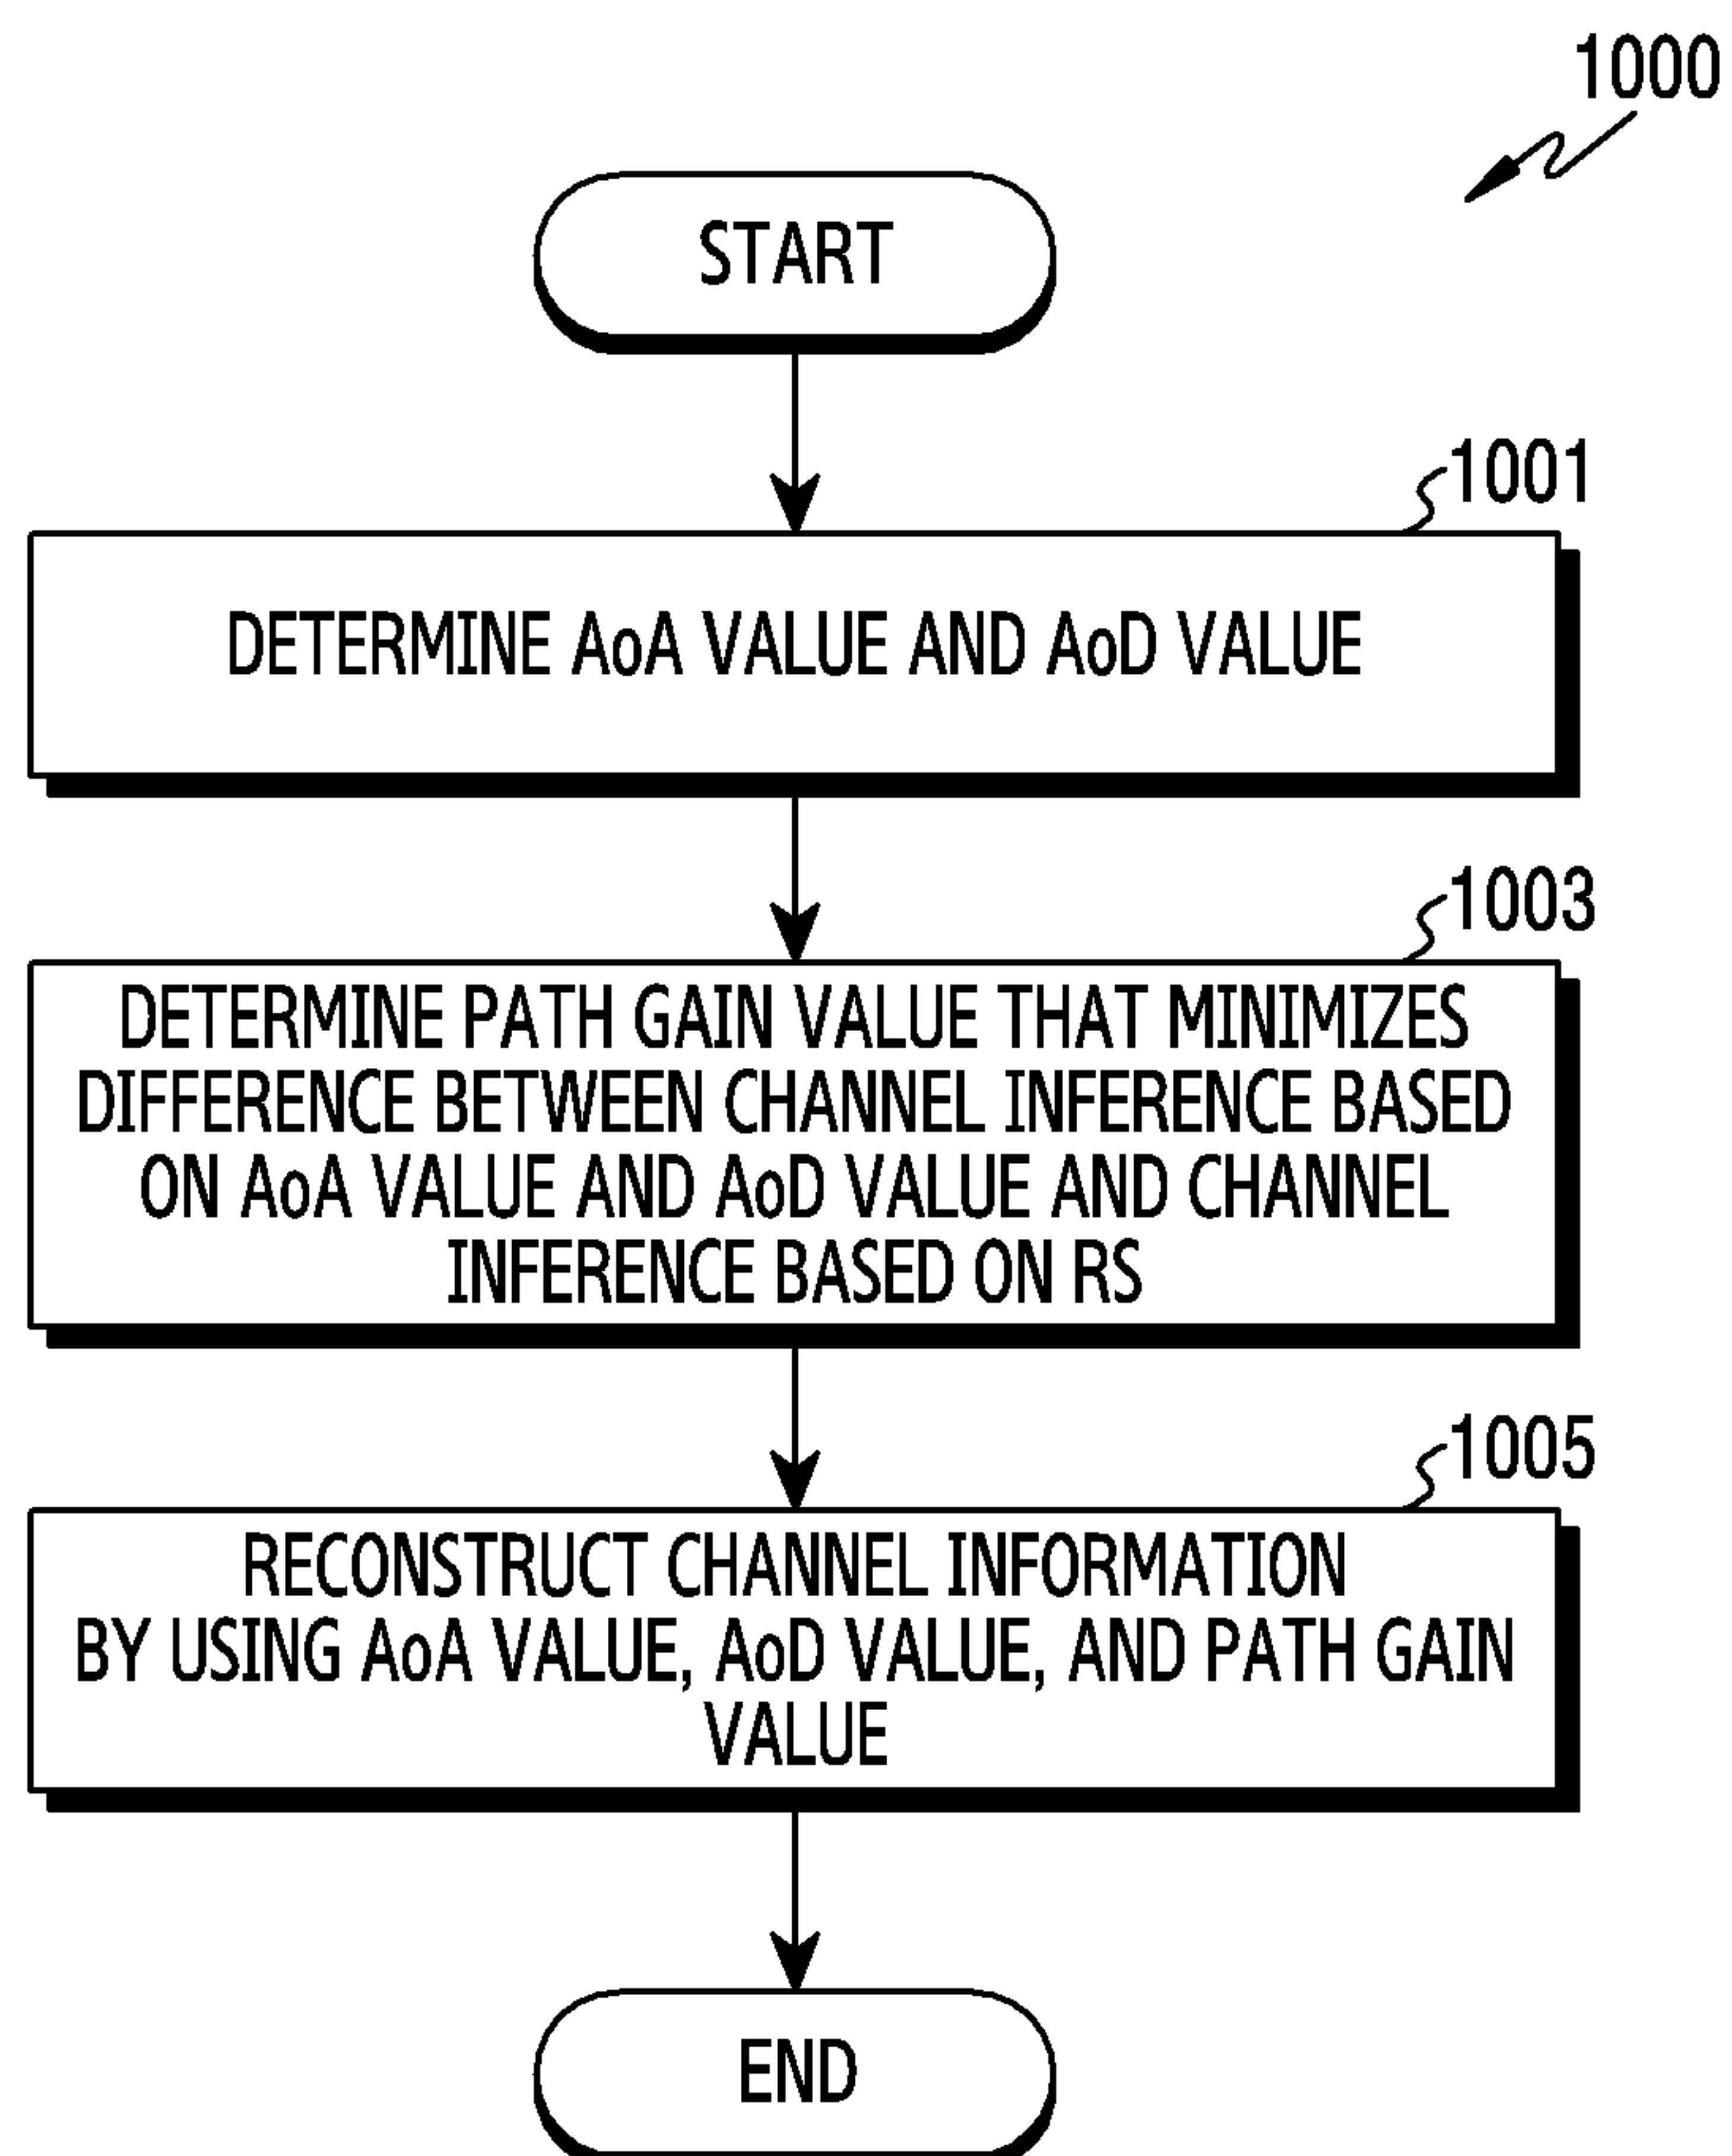 1000
START
1001
DETERMINE AoA VALUE AND AoD VALUE
1003
DETERMINE PATH GAIN VALUE THAT MINIMIZES
DIFFERENCE BETWEEN CHANNEL INFERENCE BASED
ON AoA VALUE AND AoD VALUE AND CHANNEL
INFERENCE BASED ON RS
1005
RECONSTRUCT CHANNEL INFORMATION
BY USING AoA VALUE, AoD VALUE, AND PATH GAIN
VALUE
END